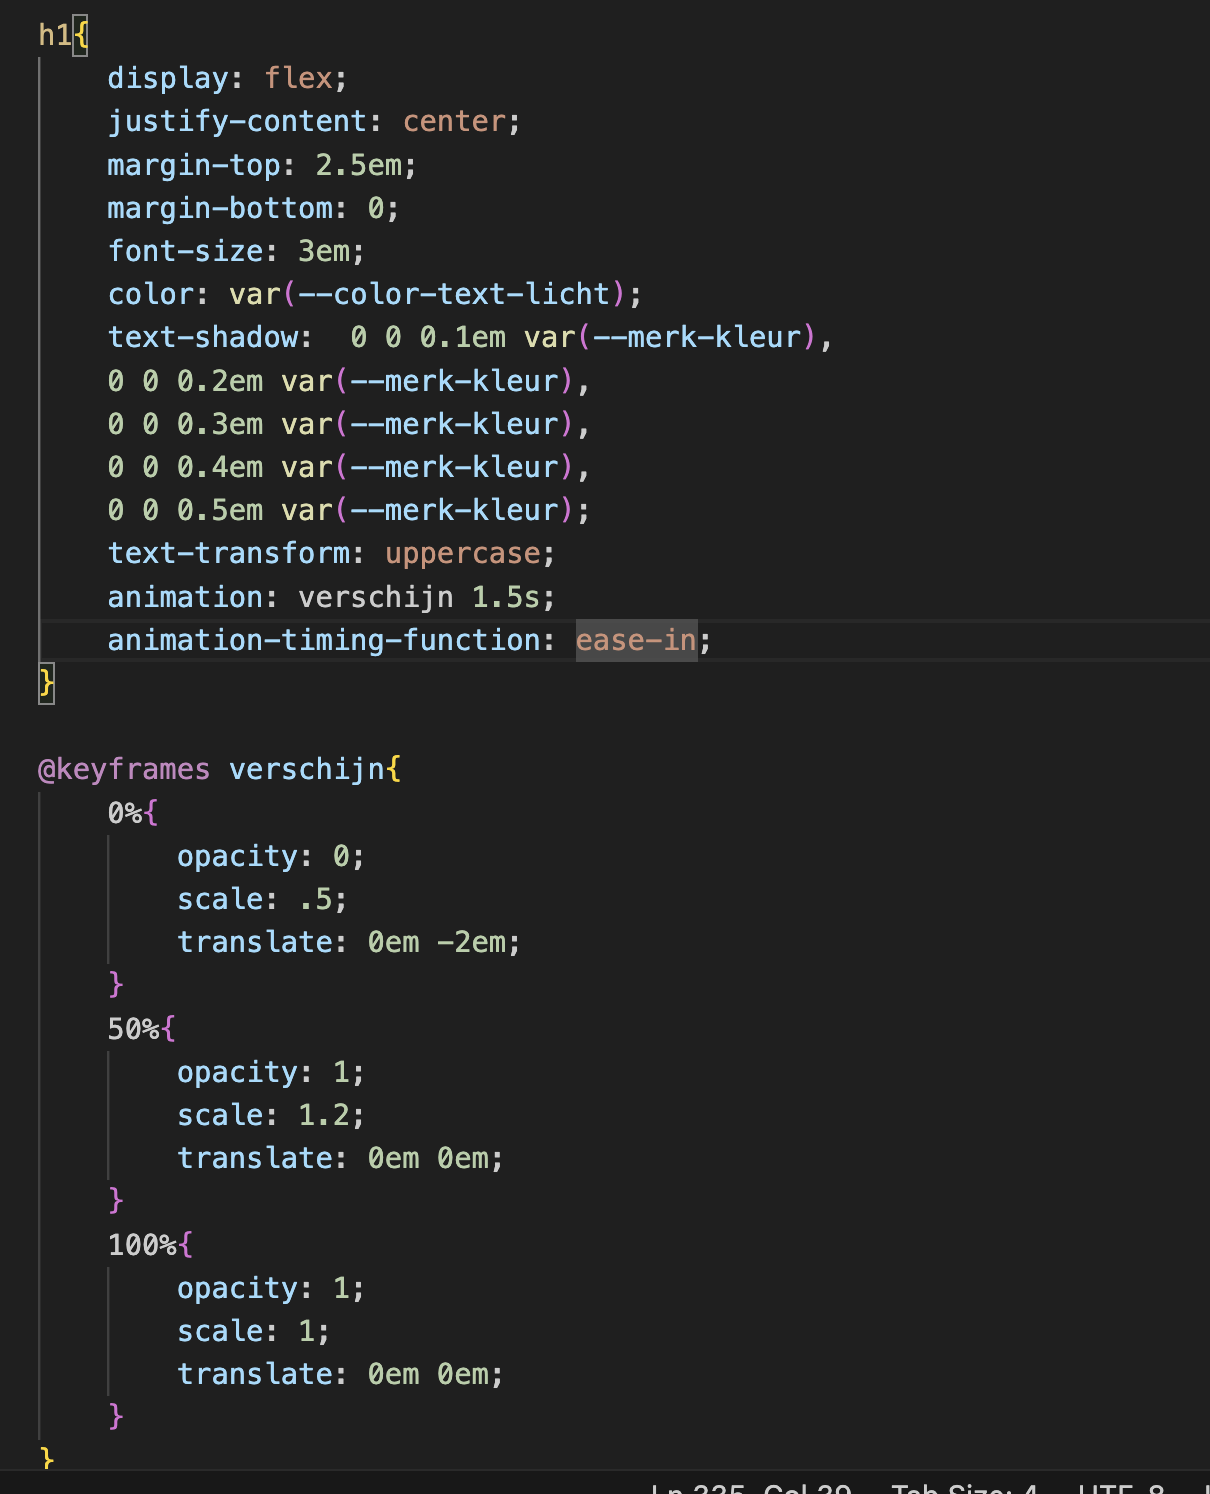 h1{
    display: flex;
    justify-content: center;
    margin-top: 2.5em;
    margin-bottom: 0;
    font-size: 3em;
    color: var(--color-text-licht);
    text-shadow:  0 0 0.1em var(--merk-kleur),
    0 0 0.2em var(--merk-kleur),
    0 0 0.3em var(--merk-kleur),
    0 0 0.4em var(--merk-kleur),
    0 0 0.5em var(--merk-kleur);
    text-transform: uppercase;
    animation: verschijn 1.5s;
    animation-timing-function: ease-in;
}
@keyframes verschijn{
    0%{
        opacity: 0;
        scale: .5;
        translate: 0em -2em;
    }
    50%{
        opacity: 1;
        scale: 1.2;
        translate: 0em 0em;
    }
    100%{
        opacity: 1;
        scale: 1;
        translate: 0em 0em;
    }
}
Ln 335, Col 39 Tab Size: 4 UTF-8